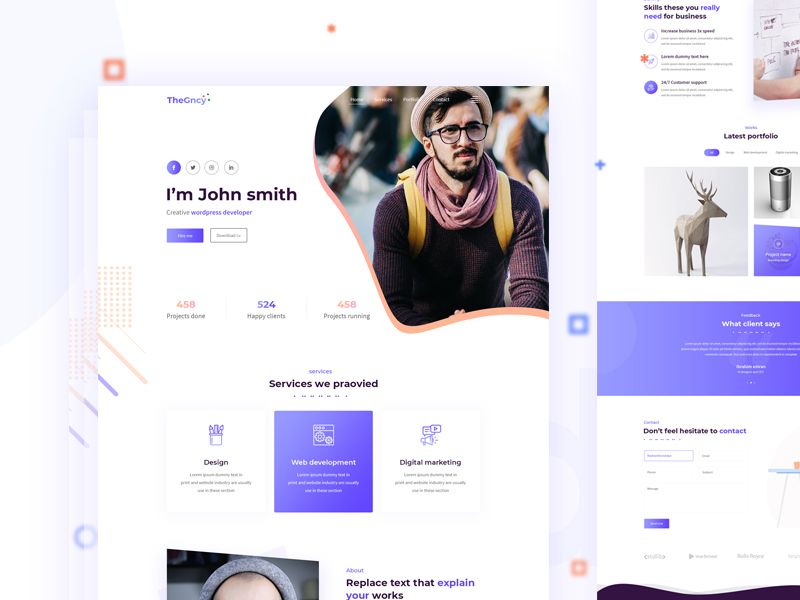 TheGncy
Home Services Portfolio Contact
I'm John smith
Creative wordpress developer
Hire me
Download Cv
458
Projects done
524
Happy clients
458
Projects running
services
Services we praovied
Design
Lorem ipsum dummy text in
print and website industry are usually
use in these section
Web development
Lorem ipsum dummy text in
print and website industry are usually
use in these section
Digital marketing
Lorem ipsum dummy text in
print and website industry are usually
use in these section
About
Replace text that explain
your works
Skills these you really
need for business
Increase business 3x speed
Lorem dummy text here
24/7 Customer support
Works
Latest portfolio
All
Design
Web development
Digital marketing
Project name
Feedback
What client says
Contact
Don't feel hesitate to contact
Email
Phone
Subject
Message
Rolls Royce